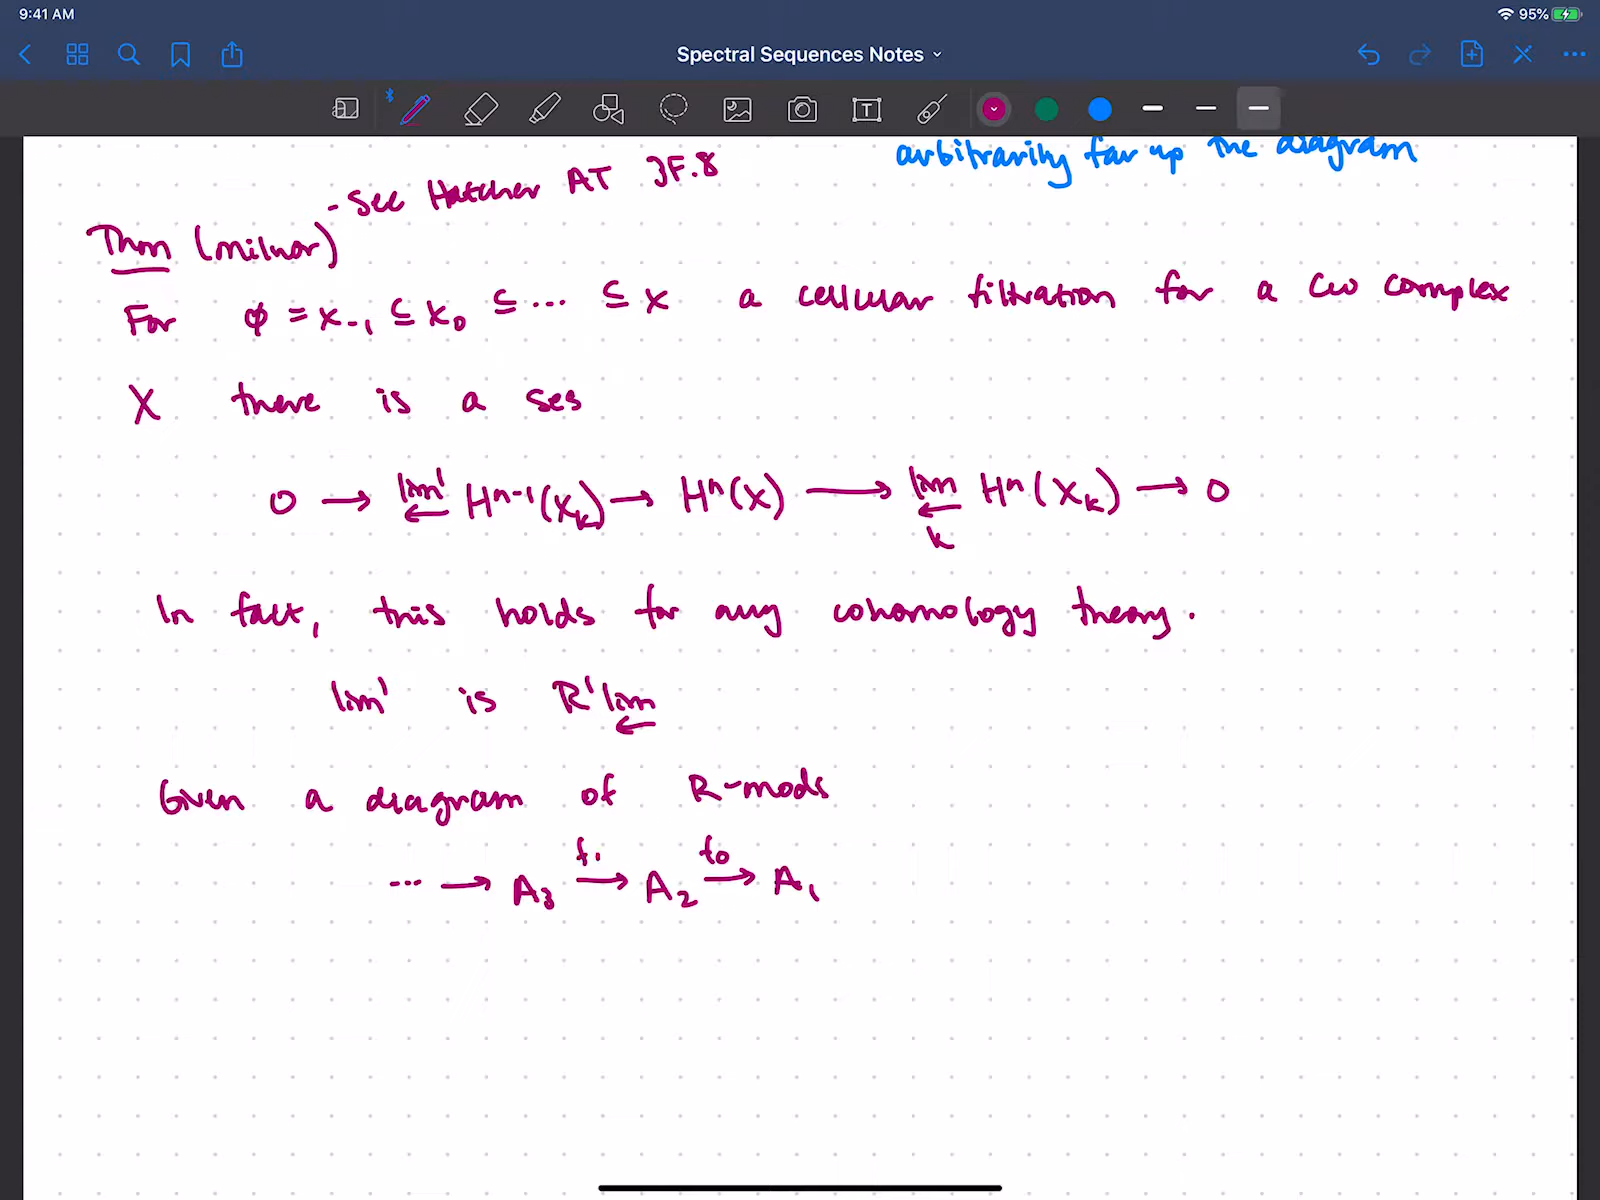 9:41 AM
95%
Spectral Sequences Notes
T
arbitrarily far up the diagram
- See Hatcher AT 3F.8
Thm (Milnor)
For ϕ = X₋₁ ⊆ X₀ ⊆ ... ⊆ X a cellular filtration for a CW complex
X there is a ses
0 → lim¹ Hⁿ⁻¹(Xₖ) → Hⁿ(X) → lim Hⁿ(Xₖ) → 0
←
←
k
In fact, this holds for any cohomology theory.
lim¹ is R¹lim
←
Given a diagram of R-mods
f₁ f₀
... → A₃ → A₂ → A₁